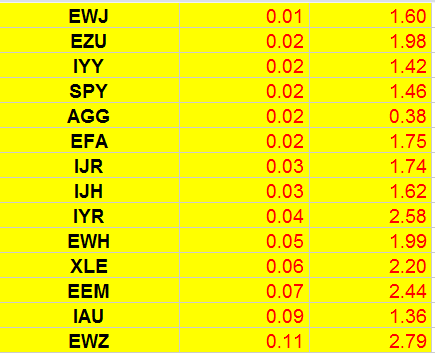 EWJ 0.01 1.60
EZU 0.02 1.98
IYY 0.02 1.42
SPY 0.02 1.46
AGG 0.02 0.38
EFA 0.02 1.75
IJR 0.03 1.74
IJH 0.03 1.62
IYR 0.04 2.58
EWH 0.05 1.99
XLE 0.06 2.20
EEM 0.07 2.44
IAU 0.09 1.36
EWZ 0.11 2.79